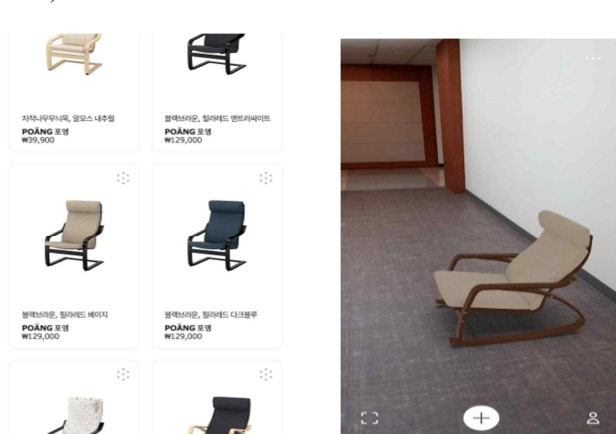 자작나무무늬목, 알모스 내추럴
POÄNG 포엥
₩39,900
블랙브라운, 힐라레드 앤트러싸이트
POÄNG 포엥
₩129,000
블랙브라운, 힐라레드 베이지
POÄNG 포엥
₩129,000
블랙브라운, 힐라레드 다크블루
POÄNG 포엥
₩129,000